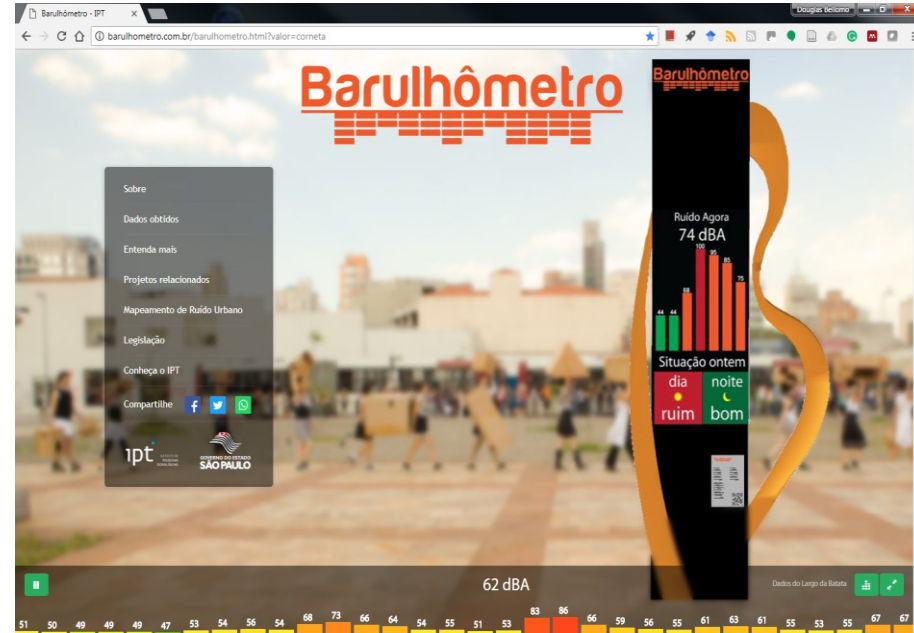 Barulhômetro - IPT
Douglas Beliomo
barulhometro.com.br/barulhometro.html?valor=corneta
Barulhômetro
Sobre
Dados obtidos
Entenda mais
Projetos relacionados
Mapeamento de Ruído Urbano
Legislação
Conheça o IPT
Compartilhe
ipt
GOVERNO DO ESTADO
SÃO PAULO
Barulhômetro
Ruído Agora
74 dBA
44 44 68 100 95 85 75
Situação ontem
dia noite
ruim bom
62 dBA
Dados do Largo da Batata
51 50 49 49 49 47 53 54 56 54 68 73 66 64 54 55 51 53 83 86 66 59 56 55 61 63 61 55 53 55 67 67